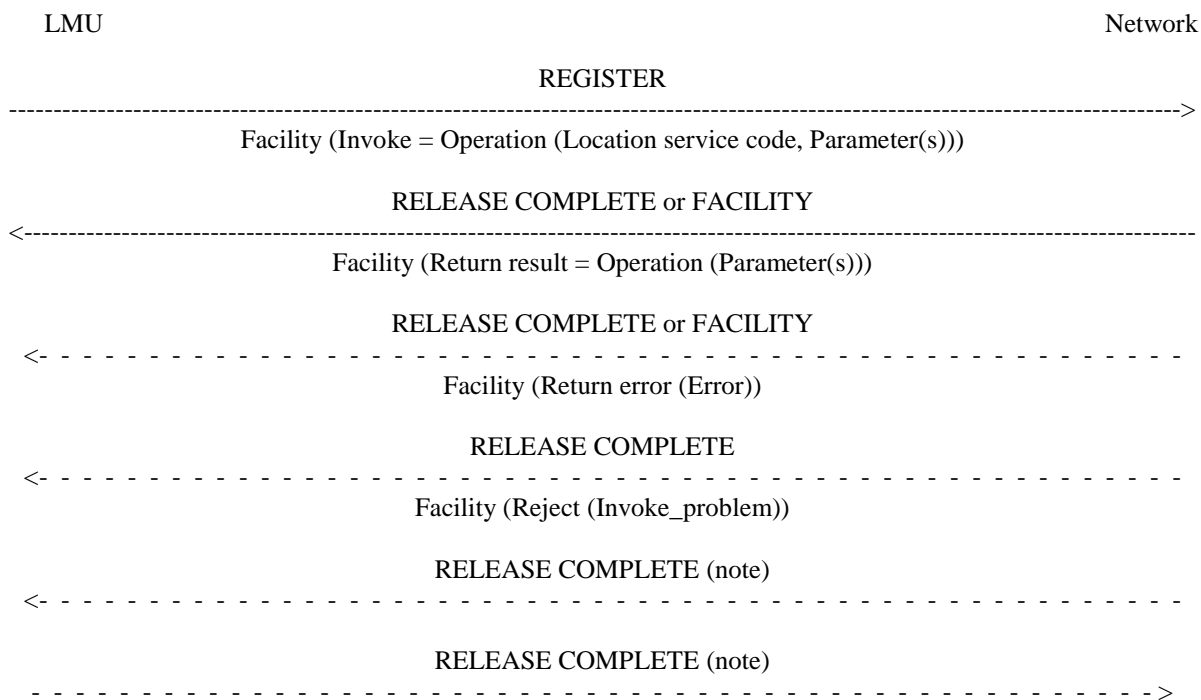 LMU Network
REGISTER
------------------------------------------------------------------------------------------------------------------------------------>
Facility (Invoke = Operation (Location service code, Parameter(s)))
RELEASE COMPLETE or FACILITY
<------------------------------------------------------------------------------------------------------------------------------------
Facility (Return result = Operation (Parameter(s)))
RELEASE COMPLETE or FACILITY
<- - - - - - - - - - - - - - - - - - - - - - - - - - - - - - - - - - - - - - - - - - - - - - - - - - - -
Facility (Return error (Error))
RELEASE COMPLETE
<- - - - - - - - - - - - - - - - - - - - - - - - - - - - - - - - - - - - - - - - - - - - - - - - - - - -
Facility (Reject (Invoke_problem))
RELEASE COMPLETE (note)
<- - - - - - - - - - - - - - - - - - - - - - - - - - - - - - - - - - - - - - - - - - - - - - - - - - - -
RELEASE COMPLETE (note)
- - - - - - - - - - - - - - - - - - - - - - - - - - - - - - - - - - - - - - - - - - - - - - - - - - - ->